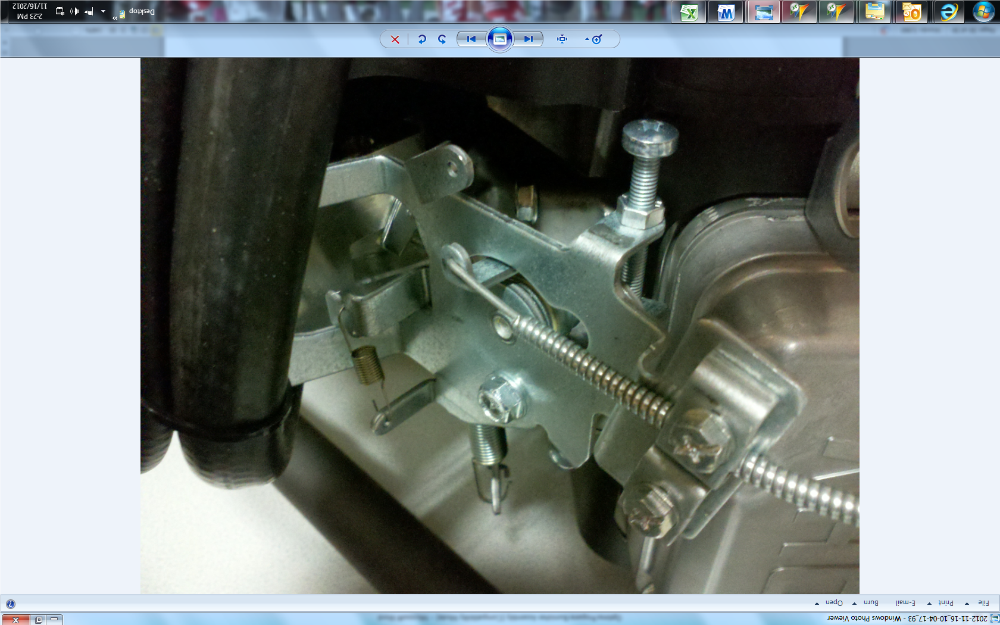 2012-11-16_10-04-17_93 - Windows Photo Viewer
File Print E-mail Burn Open
Desktop
2:23 PM
11/16/2012